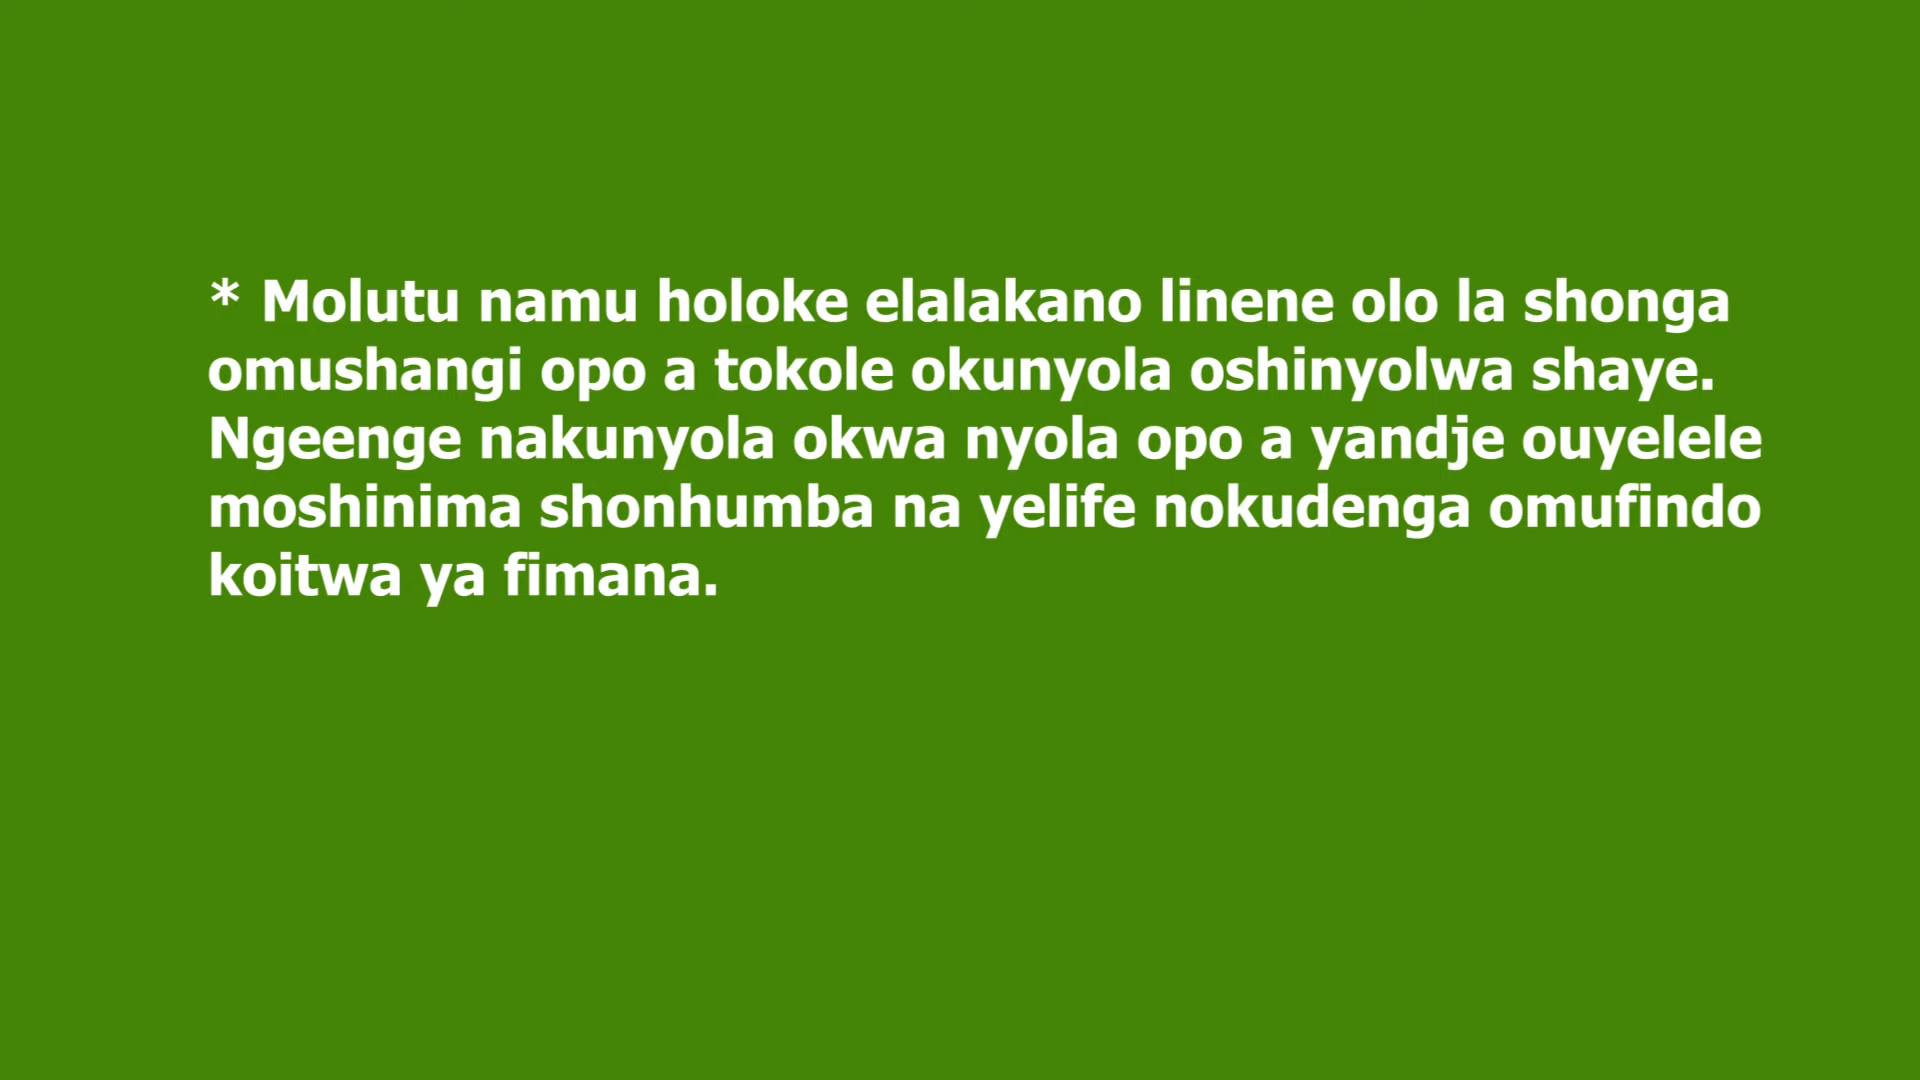 * Molutu namu holoke elalakano linene olo la shonga
omushangi opo a tokole okunyola oshinyolwa shaye.
Ngeenge nakunyola okwa nyola opo a yandje ouyelele
moshinima shonhumba na yelife nokudenga omufindo
koitwa ya fimana.